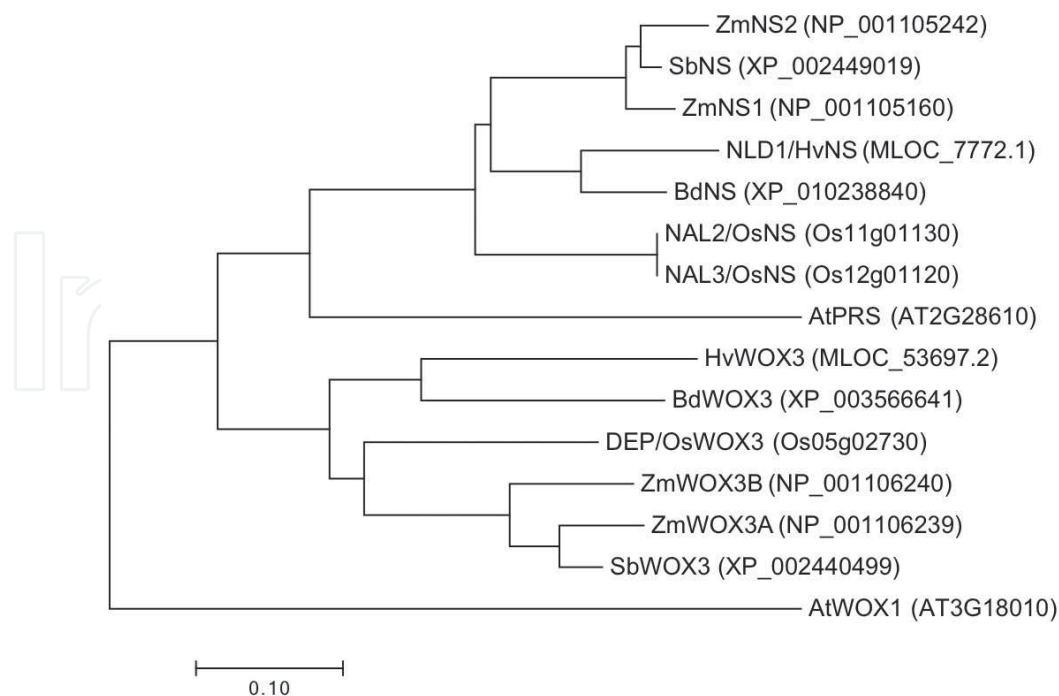 ZmNS2 (NP_001105242)
SbNS (XP_002449019)
ZmNS1 (NP_001105160)
NLD1/HvNS (MLOC_7772.1)
BdNS (XP_010238840)
NAL2/OsNS (Os11g01130)
NAL3/OsNS (Os12g01120)
AtPRS (AT2G28610)
HvWOX3 (MLOC_53697.2)
BdWOX3 (XP_003566641)
DEP/OsWOX3 (Os05g02730)
ZmWOX3B (NP_001106240)
ZmWOX3A (NP_001106239)
SbWOX3 (XP_002440499)
AtWOX1 (AT3G18010)
0.10